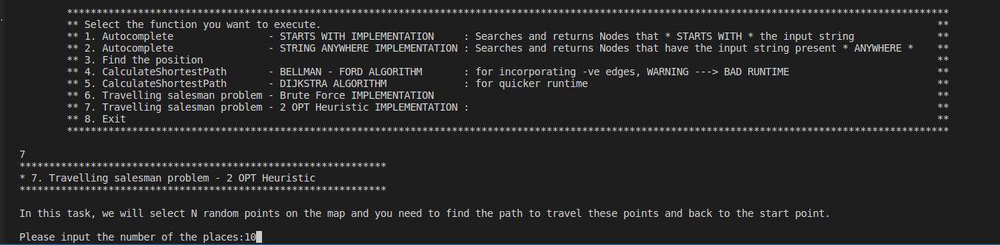 *****************************************************************************************************************************************************
** Select the function you want to execute. **
** 1. Autocomplete - STARTS WITH IMPLEMENTATION : Searches and returns Nodes that * STARTS WITH * the input string **
** 2. Autocomplete - STRING ANYWHERE IMPLEMENTATION : Searches and returns Nodes that have the input string present * ANYWHERE * **
** 3. Find the position **
** 4. CalculateShortestPath - BELLMAN - FORD ALGORITHM : for incorporating -ve edges, WARNING ---> BAD RUNTIME **
** 5. CalculateShortestPath - DIJKSTRA ALGORITHM : for quicker runtime **
** 6. Travelling salesman problem - Brute Force IMPLEMENTATION **
** 7. Travelling salesman problem - 2 OPT Heuristic IMPLEMENTATION : **
** 8. Exit **
*****************************************************************************************************************************************************
7
**************************************************************
* 7. Travelling salesman problem - 2 OPT Heuristic
**************************************************************
In this task, we will select N random points on the map and you need to find the path to travel these points and back to the start point.
Please input the number of the places:10